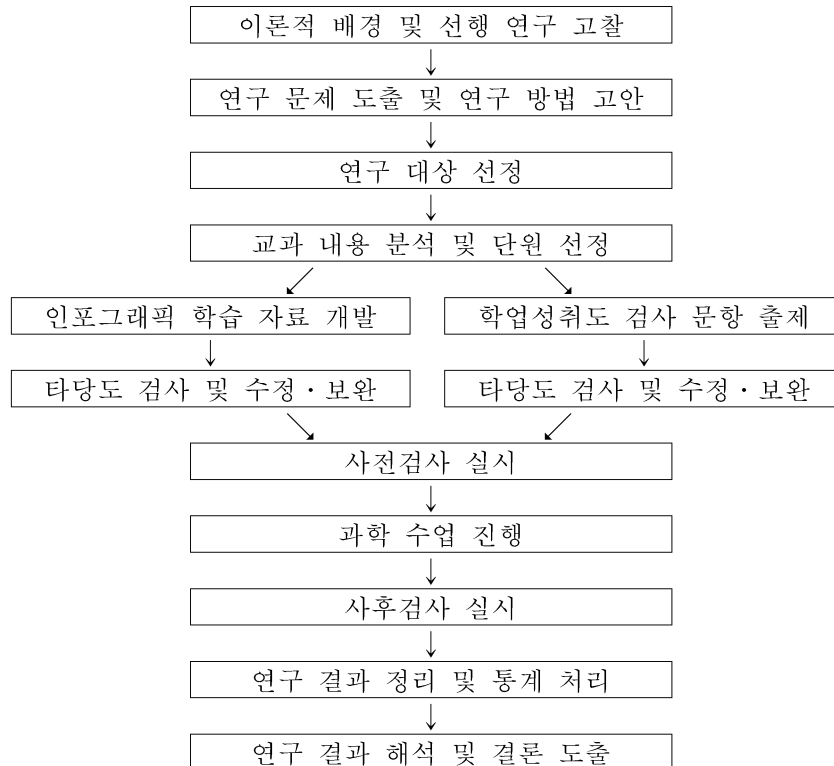 이론적 배경 및 선행 연구 고찰
연구 문제 도출 및 연구 방법 고안
연구 대상 선정
교과 내용 분석 및 단원 선정
인포그래픽 학습 자료 개발
학업성취도 검사 문항 출제
타당도 검사 및 수정・보완
타당도 검사 및 수정・보완
사전검사 실시
과학 수업 진행
사후검사 실시
연구 결과 정리 및 통계 처리
연구 결과 해석 및 결론 도출